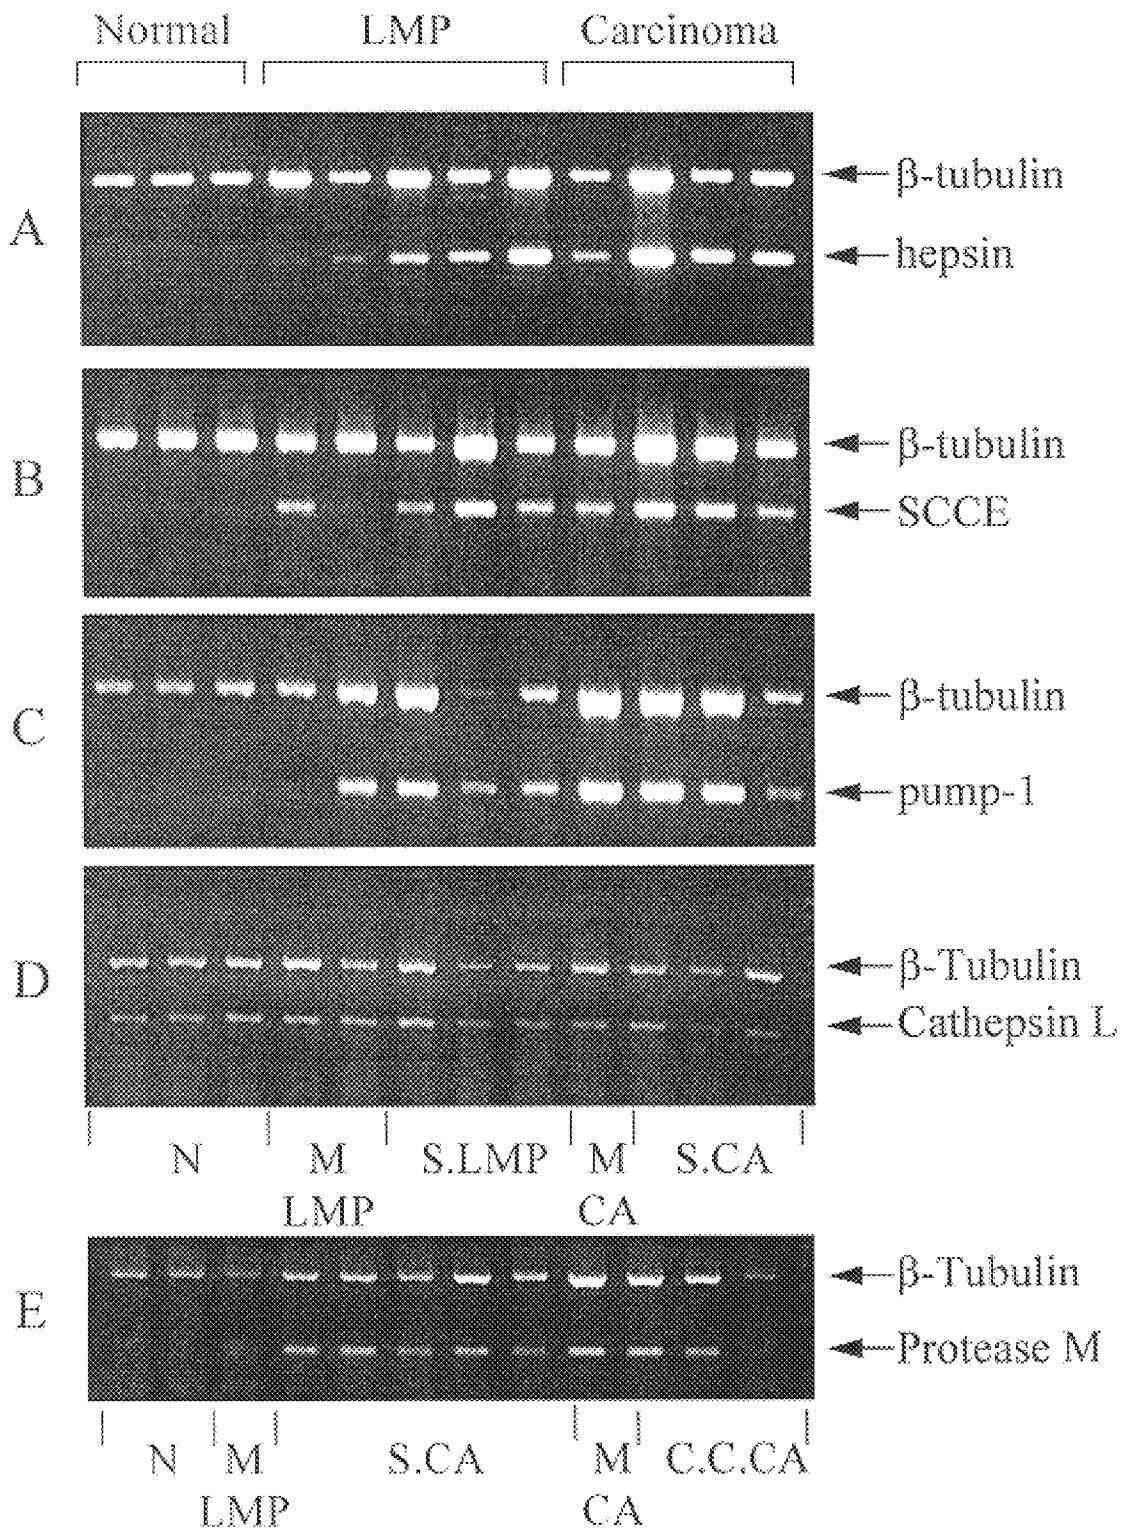 Normal LMP Carcinoma
A
β-tubulin
hepsin
B
β-tubulin
SCCE
C
β-tubulin
pump-1
D
β-Tubulin
Cathepsin L
N M S.LMP M S.CA
LMP CA
E
β-Tubulin
Protease M
N M S.CA M C.C.CA
LMP CA